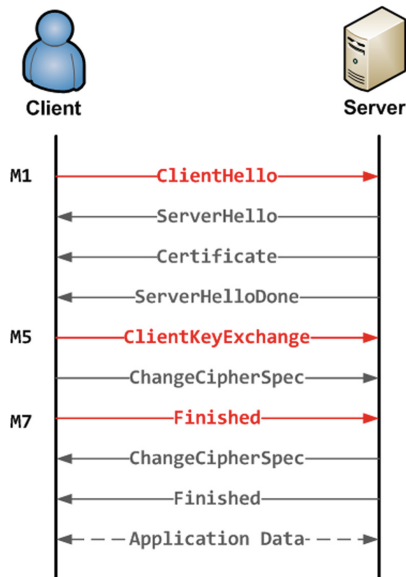 Client Server
M1 ClientHello
ServerHello
Certificate
ServerHelloDone
M5 ClientKeyExchange
ChangeCipherSpec
M7 Finished
ChangeCipherSpec
Finished
Application Data